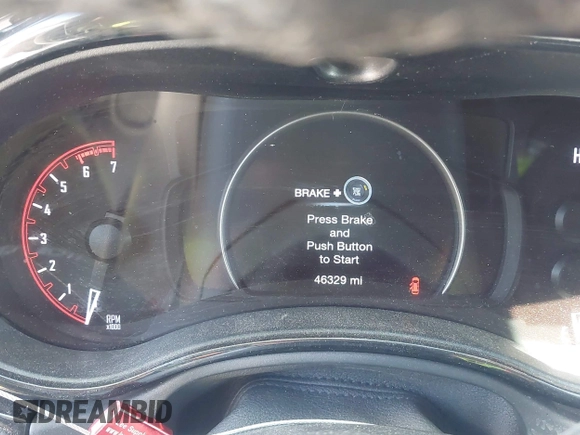 7
6
5
4
3
2
1
RPM
x1000
BRAKE +
Press Brake
and
Push Button
to Start
46329 mi
H
DREAMBID